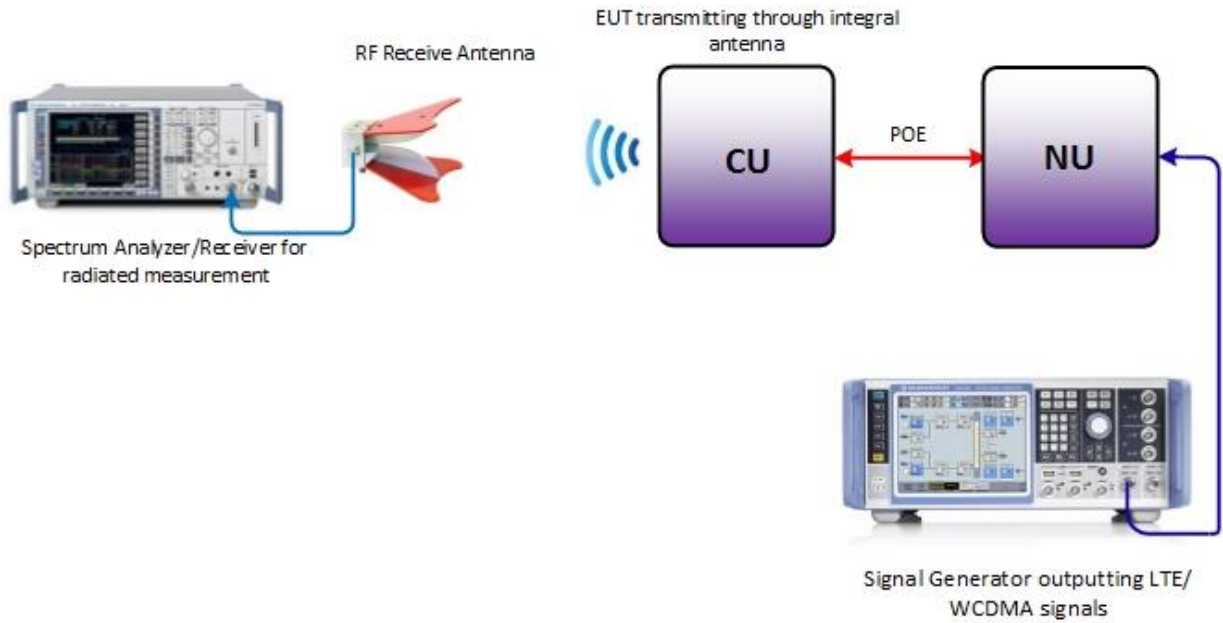 EUT transmitting through integral
antenna
RF Receive Antenna
CU
POE
NU
Spectrum Analyzer/Receiver for
radiated measurement
Signal Generator outputting LTE/
WCDMA signals